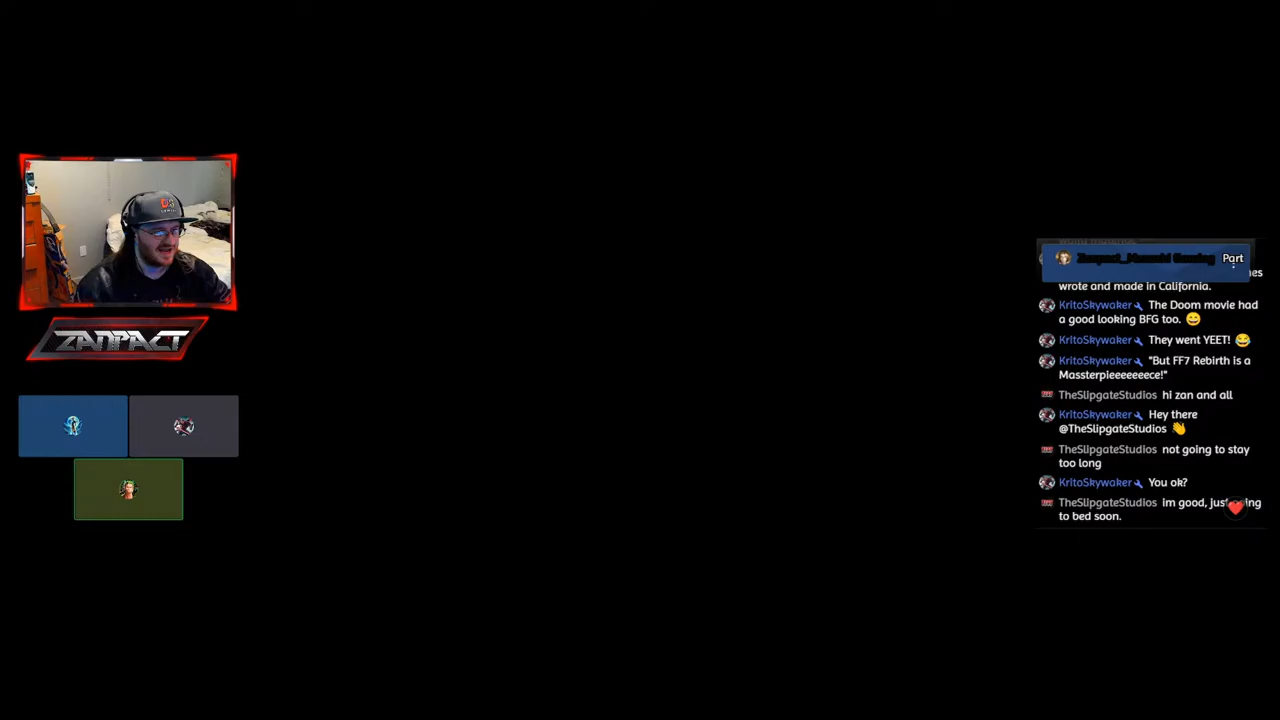 ZANPACT
Part
wrote and made in California.
KritoSkywaker The Doom movie had
a good looking BFG too. 😄
KritoSkywaker They went YEET! 😂
KritoSkywaker "But FF7 Rebirth is a
Massterpieeeeeeece!"
TheSlipgateStudios hi zan and all
KritoSkywaker Hey there
@TheSlipgateStudios 👋
TheSlipgateStudios not going to stay
too long
KritoSkywaker You ok?
TheSlipgateStudios im good, just
to bed soon.